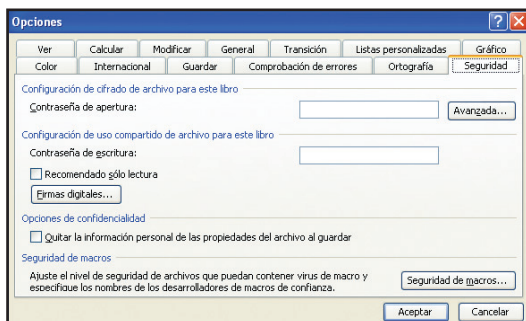 Opciones
Ver Calcular Modificar General Transición Listas personalizadas Gráfico
Color Internacional Guardar Comprobación de errores Ortografía Seguridad
Configuración de cifrado de archivo para este libro
Contraseña de apertura: Avanzada...
Configuración de uso compartido de archivo para este libro
Contraseña de escritura:
Recomendado sólo lectura
Firmas digitales...
Opciones de confidencialidad
Quitar la información personal de las propiedades del archivo al guardar
Seguridad de macros
Ajuste el nivel de seguridad de archivos que puedan contener virus de macro y
especifique los nombres de los desarrolladores de macros de confianza.
Seguridad de macros...
Aceptar Cancelar